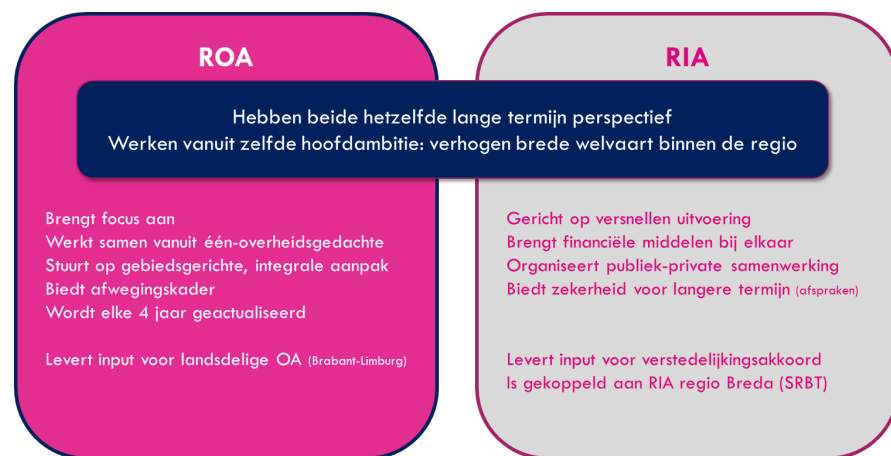 ROA
RIA
Hebben beide hetzelfde lange termijn perspectief
Werken vanuit zelfde hoofdambitie: verhogen brede welvaart binnen de regio
Brengt focus aan
Werkt samen vanuit één-overheidsgedachte
Stuurt op gebiedsgerichte, integrale aanpak
Biedt afwegingskader
Wordt elke 4 jaar geactualiseerd
Levert input voor landsdelige OA (Brabant-Limburg)
Gericht op versnellen uitvoering
Brengt financiële middelen bij elkaar
Organiseert publiek-private samenwerking
Biedt zekerheid voor langere termijn (afspraken)
Levert input voor verstedelijkingsakkoord
Is gekoppeld aan RIA regio Breda (SRBT)